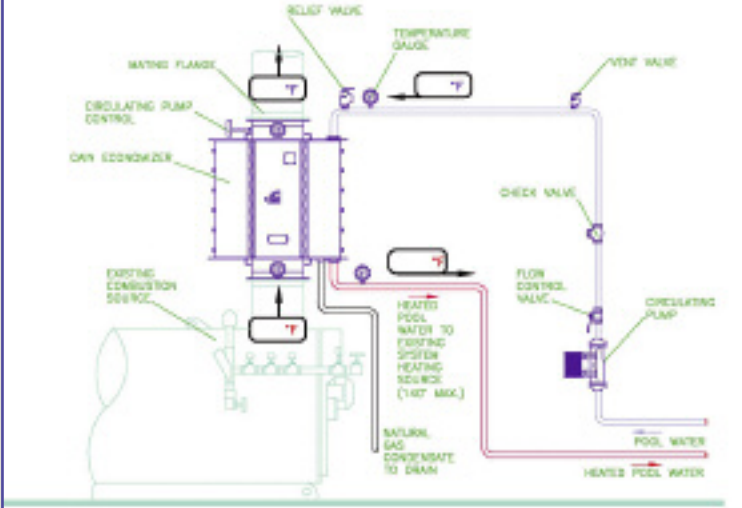 RELIEF VALVE
TEMPERATURE
GAUGE
MATING FLANGE
VENT VALVE
°F
°F
CIRCULATING PUMP
CONTROL
CAIN ECONOMIZER
CHECK VALVE
°F
EXISTING
COMBUSTION
SOURCE
FLOW
CONTROL
VALVE
CIRCULATING
PUMP
°F
HEATED
POOL
WATER TO
EXISTING
SYSTEM
HEATING
SOURCE
NATURAL
GAS
CONDENSATE
TO DRAIN
POOL WATER
HEATED POOL WATER